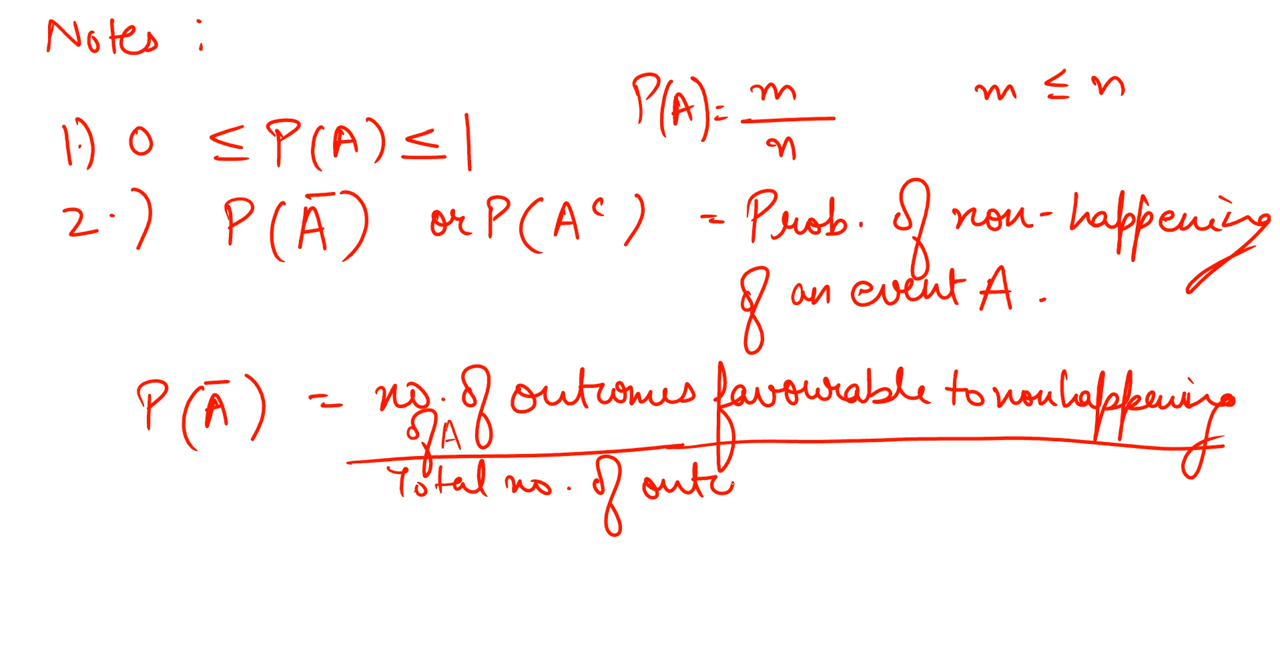 Notes :
P(A) = m/n    m ≤ n
1.) 0 ≤ P(A) ≤ 1
2.) P(Ā) or P(Aᶜ) = Prob. of non-happening
of an event A .
P(Ā) = no. of outcomes favourable to nonhappening
of A
Total no. of outc